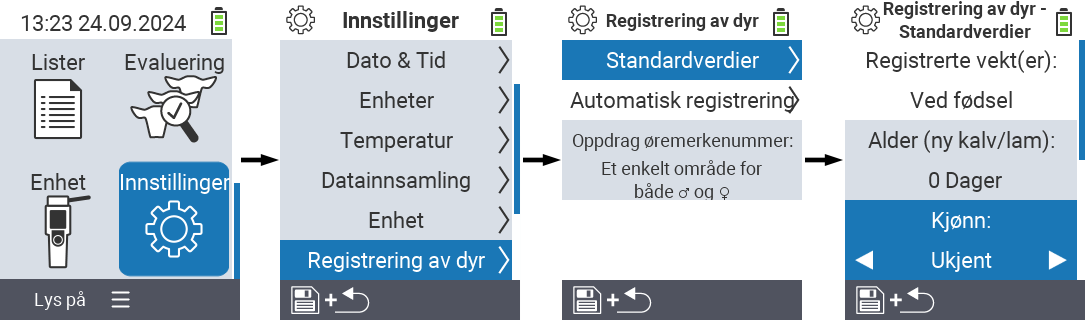 13:23 24.09.2024
Lister
Evaluering
Enhet
Innstillinger
Lys på
Innstillinger
Dato & Tid
Enheter
Temperatur
Datainnsamling
Enhet
Registrering av dyr
+
Registrering av dyr
Standardverdier
Automatisk registrering
Oppdrag øremerkenummer:
Et enkelt område for
både ♂ og ♀
+
Registrering av dyr -
Standardverdier
Registrerte vekt(er):
Ved fødsel
Alder (ny kalv/lam):
0 Dager
Kjønn:
Ukjent
+